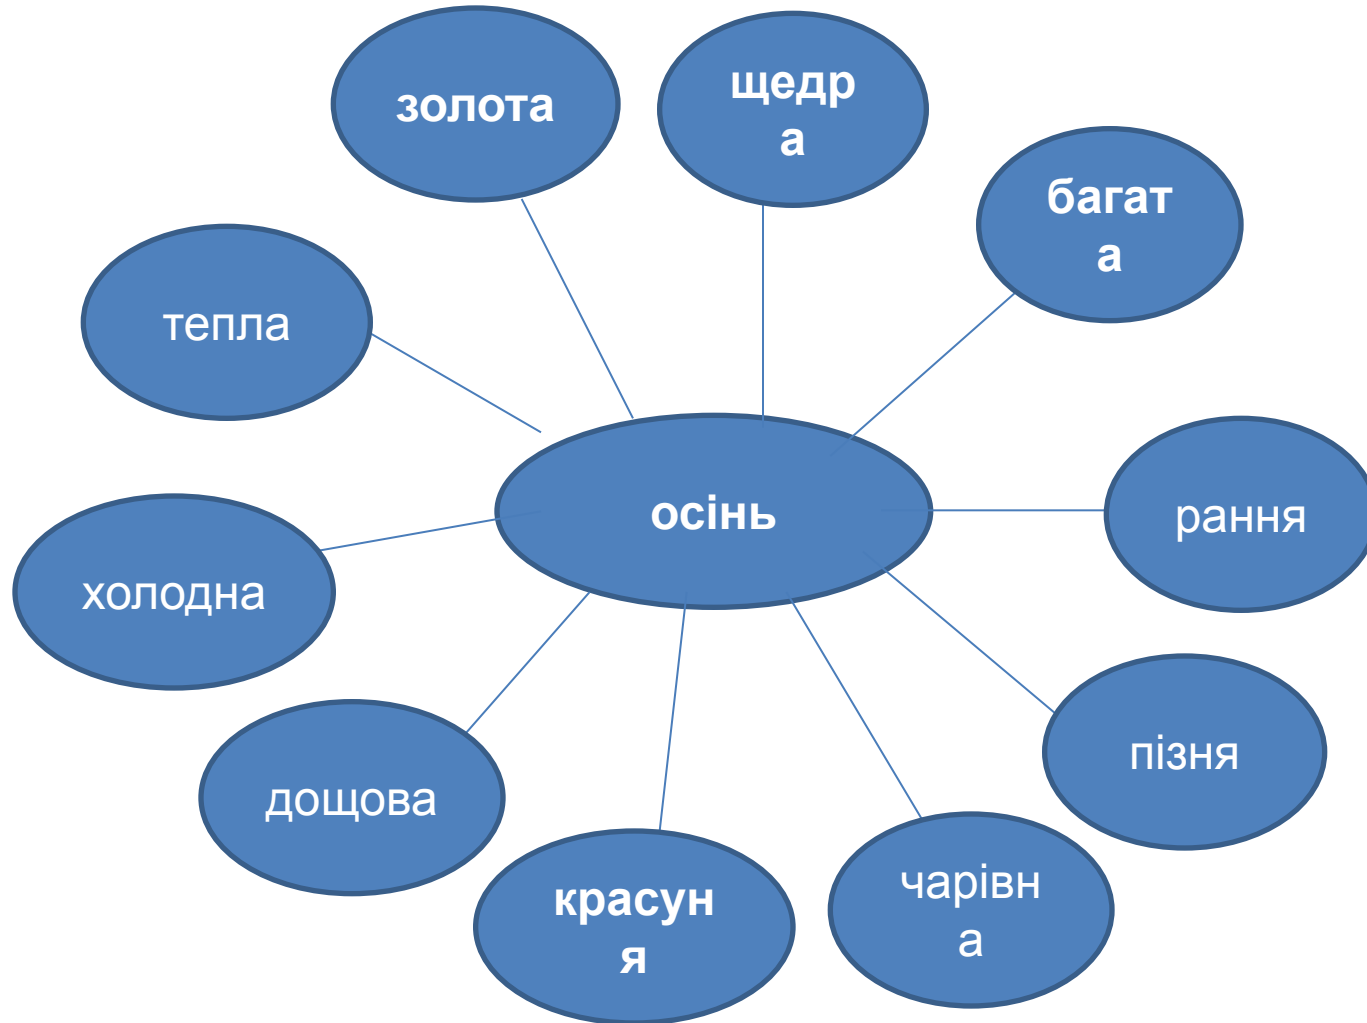 золота
щедр
а
багат
а
тепла
осінь
рання
холодна
пізня
дощова
чарівн
а
красун
я